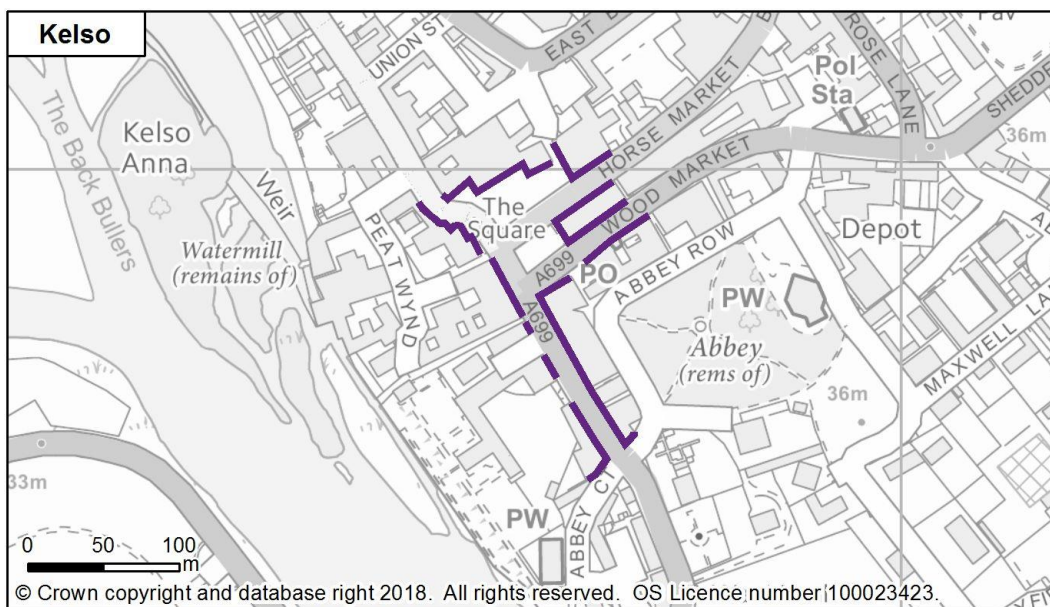 Kelso
UNION ST
EAST B
ROSE LANE
Pav
Pol
Sta
SHEDDE
36m
HORSE MARKET
B
WOOD MARKET
The Back Bullers
Kelso
Anna
Weir
The
Square
PEAT WYND
Watermill
(remains of)
Depot
A699
PO
ABBEY ROW
PW
A699
Abbey
(rems of)
MAXWELL LAN
36m
33m
PW
ABBEY CT
0 50 100
m
© Crown copyright and database right 2018. All rights reserved. OS Licence number 100023423.